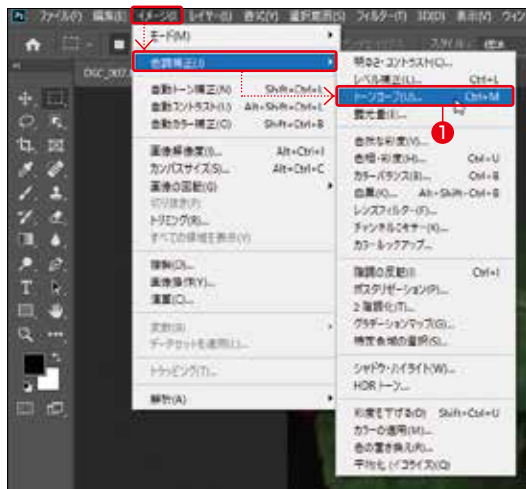 ファイル(F) 編集(E) イメージ(I) レイヤー(L) 書式(Y) 選択範囲(S) フィルター(T) 3D(D) 表示(V)
モード(M)
色調補正(J)
自動トーン補正(N) Shift+Ctrl+L
自動コントラスト(U) Alt+Shift+Ctrl+L
自動カラー補正(O) Shift+Ctrl+B
画像解像度(I)... Alt+Ctrl+I
カンバスサイズ(S)... Alt+Ctrl+C
画像の回転(G)
切り抜き(P)
トリミング(R)...
すべての領域を表示(V)
複製(D)...
画像操作(Y)...
演算(C)...
変数(B)
データセットを適用(L)...
トラッピング(T)...
解析(A)
明るさ・コントラスト(C)...
レベル補正(L)... Ctrl+L
トーンカーブ(U)... Ctrl+M
露光量(E)...
1
自然な彩度(V)...
色相・彩度(H)... Ctrl+U
カラーバランス(B)... Ctrl+B
白黒(K)... Alt+Shift+Ctrl+B
レンズフィルター(F)...
チャンネルミキサー(X)...
カラールックアップ...
階調の反転(I) Ctrl+I
ポスタリゼーション(P)...
2 階調化(T)...
グラデーションマップ(G)...
特定色域の選択(S)...
シャドウ・ハイライト(W)...
HDR トーン...
彩度を下げる(D) Shift+Ctrl+U
カラーの適用(M)...
色の置き換え(R)...
平均化 (イコライズ)(Q)